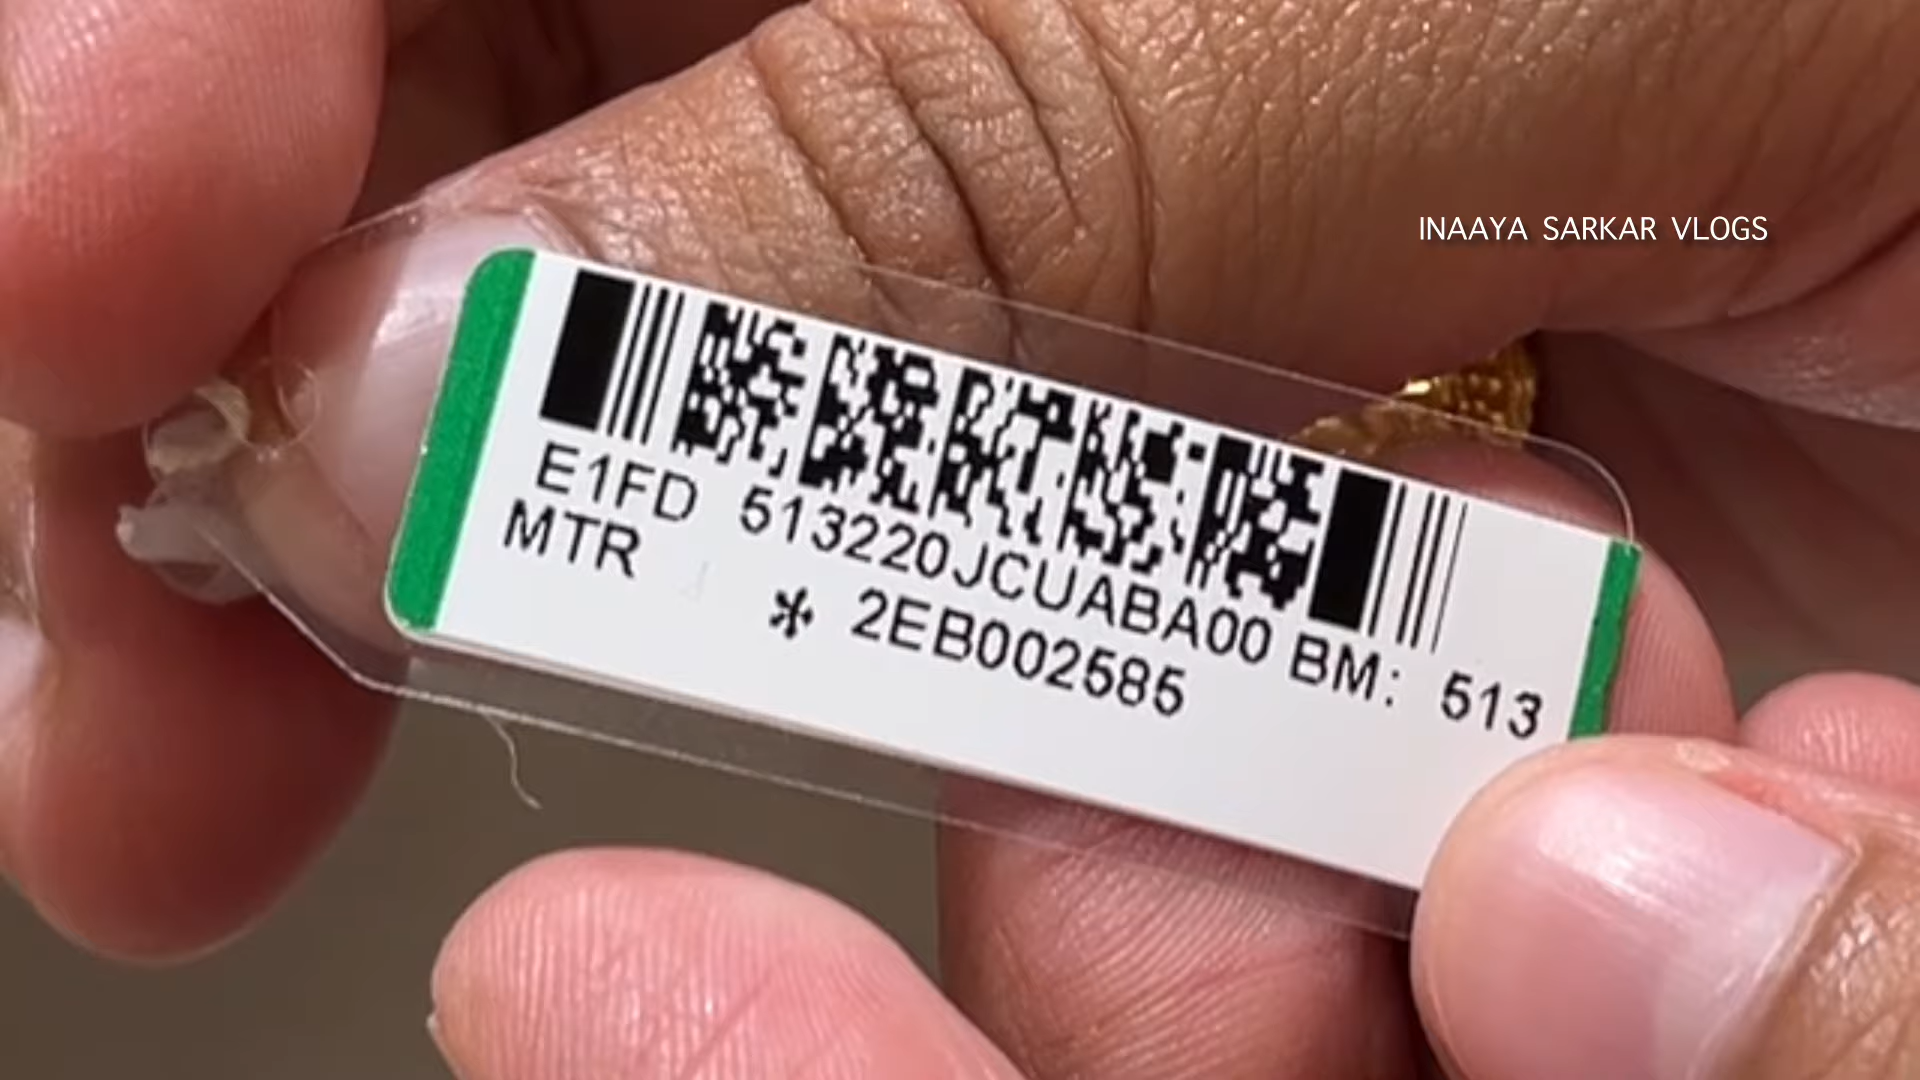 INAAYA SARKAR VLOGS
E1FD 513220JCUABA00 BM: 513
MTR * 2EB002585